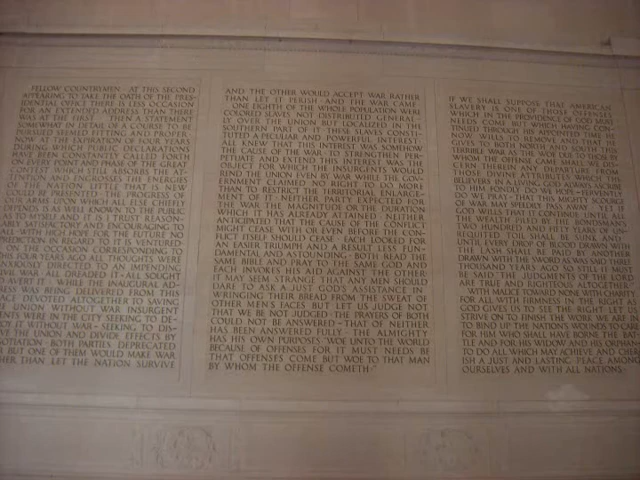 FELLOW COUNTRYMEN · AT THIS SECOND
APPEARING TO TAKE THE OATH OF THE PRES-
IDENTIAL OFFICE THERE IS LESS OCCASION
FOR AN EXTENDED ADDRESS THAN THERE
WAS AT THE FIRST · THEN A STATEMENT
SOMEWHAT IN DETAIL OF A COURSE TO BE
PURSUED SEEMED FITTING AND PROPER
NOW AT THE EXPIRATION OF FOUR YEARS
DURING WHICH PUBLIC DECLARATIONS
HAVE BEEN CONSTANTLY CALLED FORTH
ON EVERY POINT AND PHASE OF THE GREAT
CONTEST WHICH STILL ABSORBS THE AT-
TENTION AND ENGROSSES THE ENERGIES
OF THE NATION LITTLE THAT IS NEW
COULD BE PRESENTED · THE PROGRESS OF
OUR ARMS UPON WHICH ALL ELSE CHIEFLY
DEPENDS IS AS WELL KNOWN TO THE PUBLIC
AS TO MYSELF AND IT IS I TRUST REASON-
ABLY SATISFACTORY AND ENCOURAGING TO
ALL · WITH HIGH HOPE FOR THE FUTURE NO
PREDICTION IN REGARD TO IT IS VENTURED
ON THE OCCASION CORRESPONDING TO
THIS FOUR YEARS AGO ALL THOUGHTS WERE
ANXIOUSLY DIRECTED TO AN IMPENDING
CIVIL WAR · ALL DREADED IT ALL SOUGHT
TO AVERT IT · WHILE THE INAUGURAL AD-
DRESS WAS BEING DELIVERED FROM THIS
PLACE DEVOTED ALTOGETHER TO SAVING
THE UNION WITHOUT WAR INSURGENT
AGENTS WERE IN THE CITY SEEKING TO DE-
STROY IT WITHOUT WAR · SEEKING TO DIS-
SOLVE THE UNION AND DIVIDE EFFECTS BY
NEGOTIATION · BOTH PARTIES DEPRECATED
WAR BUT ONE OF THEM WOULD MAKE WAR
RATHER THAN LET THE NATION SURVIVE
AND THE OTHER WOULD ACCEPT WAR RATHER
THAN LET IT PERISH · AND THE WAR CAME
ONE EIGHTH OF THE WHOLE POPULATION WERE
COLORED SLAVES NOT DISTRIBUTED GENERAL-
LY OVER THE UNION BUT LOCALIZED IN THE
SOUTHERN PART OF IT · THESE SLAVES CONSTI-
TUTED A PECULIAR AND POWERFUL INTEREST ·
ALL KNEW THAT THIS INTEREST WAS SOMEHOW
THE CAUSE OF THE WAR · TO STRENGTHEN PER-
PETUATE AND EXTEND THIS INTEREST WAS THE
OBJECT FOR WHICH THE INSURGENTS WOULD
REND THE UNION EVEN BY WAR WHILE THE GOV-
ERNMENT CLAIMED NO RIGHT TO DO MORE
THAN TO RESTRICT THE TERRITORIAL ENLARGE-
MENT OF IT · NEITHER PARTY EXPECTED FOR
THE WAR THE MAGNITUDE OR THE DURATION
WHICH IT HAS ALREADY ATTAINED · NEITHER
ANTICIPATED THAT THE CAUSE OF THE CONFLICT
MIGHT CEASE WITH OR EVEN BEFORE THE CON-
FLICT ITSELF SHOULD CEASE · EACH LOOKED FOR
AN EASIER TRIUMPH AND A RESULT LESS FUN-
DAMENTAL AND ASTOUNDING · BOTH READ THE
SAME BIBLE AND PRAY TO THE SAME GOD AND
EACH INVOKES HIS AID AGAINST THE OTHER ·
IT MAY SEEM STRANGE THAT ANY MEN SHOULD
DARE TO ASK A JUST GOD'S ASSISTANCE IN
WRINGING THEIR BREAD FROM THE SWEAT OF
OTHER MEN'S FACES BUT LET US JUDGE NOT
THAT WE BE NOT JUDGED · THE PRAYERS OF BOTH
COULD NOT BE ANSWERED · THAT OF NEITHER
HAS BEEN ANSWERED FULLY · THE ALMIGHTY
HAS HIS OWN PURPOSES · "WOE UNTO THE WORLD
BECAUSE OF OFFENSES FOR IT MUST NEEDS BE
THAT OFFENSES COME BUT WOE TO THAT MAN
BY WHOM THE OFFENSE COMETH · "
IF WE SHALL SUPPOSE THAT AMERICAN
SLAVERY IS ONE OF THOSE OFFENSES
WHICH IN THE PROVIDENCE OF GOD MUST
NEEDS COME BUT WHICH HAVING CON-
TINUED THROUGH HIS APPOINTED TIME HE
NOW WILLS TO REMOVE AND THAT HE
GIVES TO BOTH NORTH AND SOUTH THIS
TERRIBLE WAR AS THE WOE DUE TO THOSE BY
WHOM THE OFFENSE CAME SHALL WE DIS-
CERN THEREIN ANY DEPARTURE FROM
THOSE DIVINE ATTRIBUTES WHICH THE
BELIEVERS IN A LIVING GOD ALWAYS ASCRIBE
TO HIM · FONDLY DO WE HOPE · FERVENTLY
DO WE PRAY · THAT THIS MIGHTY SCOURGE
OF WAR MAY SPEEDILY PASS AWAY · YET IF
GOD WILLS THAT IT CONTINUE UNTIL ALL
THE WEALTH PILED BY THE BONDSMAN'S
TWO HUNDRED AND FIFTY YEARS OF UN-
REQUITED TOIL SHALL BE SUNK AND
UNTIL EVERY DROP OF BLOOD DRAWN WITH
THE LASH SHALL BE PAID BY ANOTHER
DRAWN WITH THE SWORD AS WAS SAID THREE
THOUSAND YEARS AGO SO STILL IT MUST
BE SAID "THE JUDGMENTS OF THE LORD
ARE TRUE AND RIGHTEOUS ALTOGETHER ·"
WITH MALICE TOWARD NONE WITH CHARITY
FOR ALL WITH FIRMNESS IN THE RIGHT AS
GOD GIVES US TO SEE THE RIGHT LET US
STRIVE ON TO FINISH THE WORK WE ARE IN
TO BIND UP THE NATION'S WOUNDS TO CARE
FOR HIM WHO SHALL HAVE BORNE THE BAT-
TLE AND FOR HIS WIDOW AND HIS ORPHAN ·
TO DO ALL WHICH MAY ACHIEVE AND CHER-
ISH A JUST AND LASTING PEACE AMONG
OURSELVES AND WITH ALL NATIONS ·